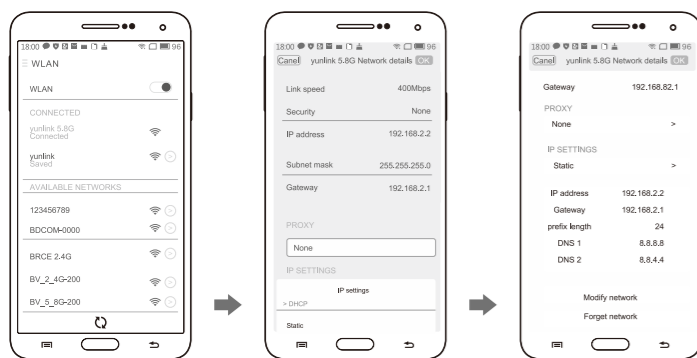 18:00 96
WLAN
WLAN
CONNECTED
yunlink 5.8G
Connected
yunlink
Saved
AVAILABLE NETWORKS
123456789
BDCOM-0000
BRCE 2.4G
BV_2_4G-200
BV_5_8G-200
18:00 96
Canel yunlink 5.8G Network details OK
Link speed 400Mbps
Security None
IP address 192.168.2.2
Subnet mask 255.255.255.0
Gateway 192.168.2.1
PROXY
None
IP SETTINGS
IP settings
> DHCP
Static
18:00 96
Canel yunlink 5.8G Network details OK
Gateway 192.168.82.1
PROXY
None >
IP SETTINGS
Static >
IP address 192.168.2.2
Gateway 192.168.2.1
prefix length 24
DNS 1 8.8.8.8
DNS 2 8.8.4.4
Modify network
Forget network